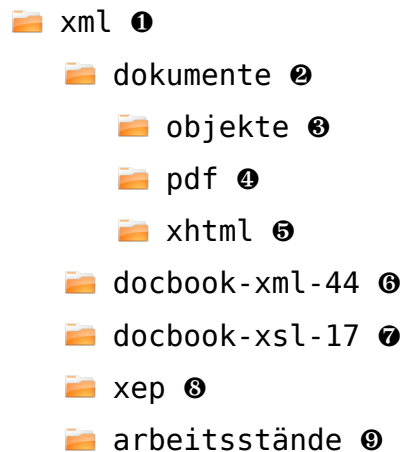 xml ❶
dokumente ❷
objekte ❸
pdf ❹
xhtml ❺
docbook-xml-44 ❻
docbook-xsl-17 ❼
xep ❽
arbeitsstände ❾